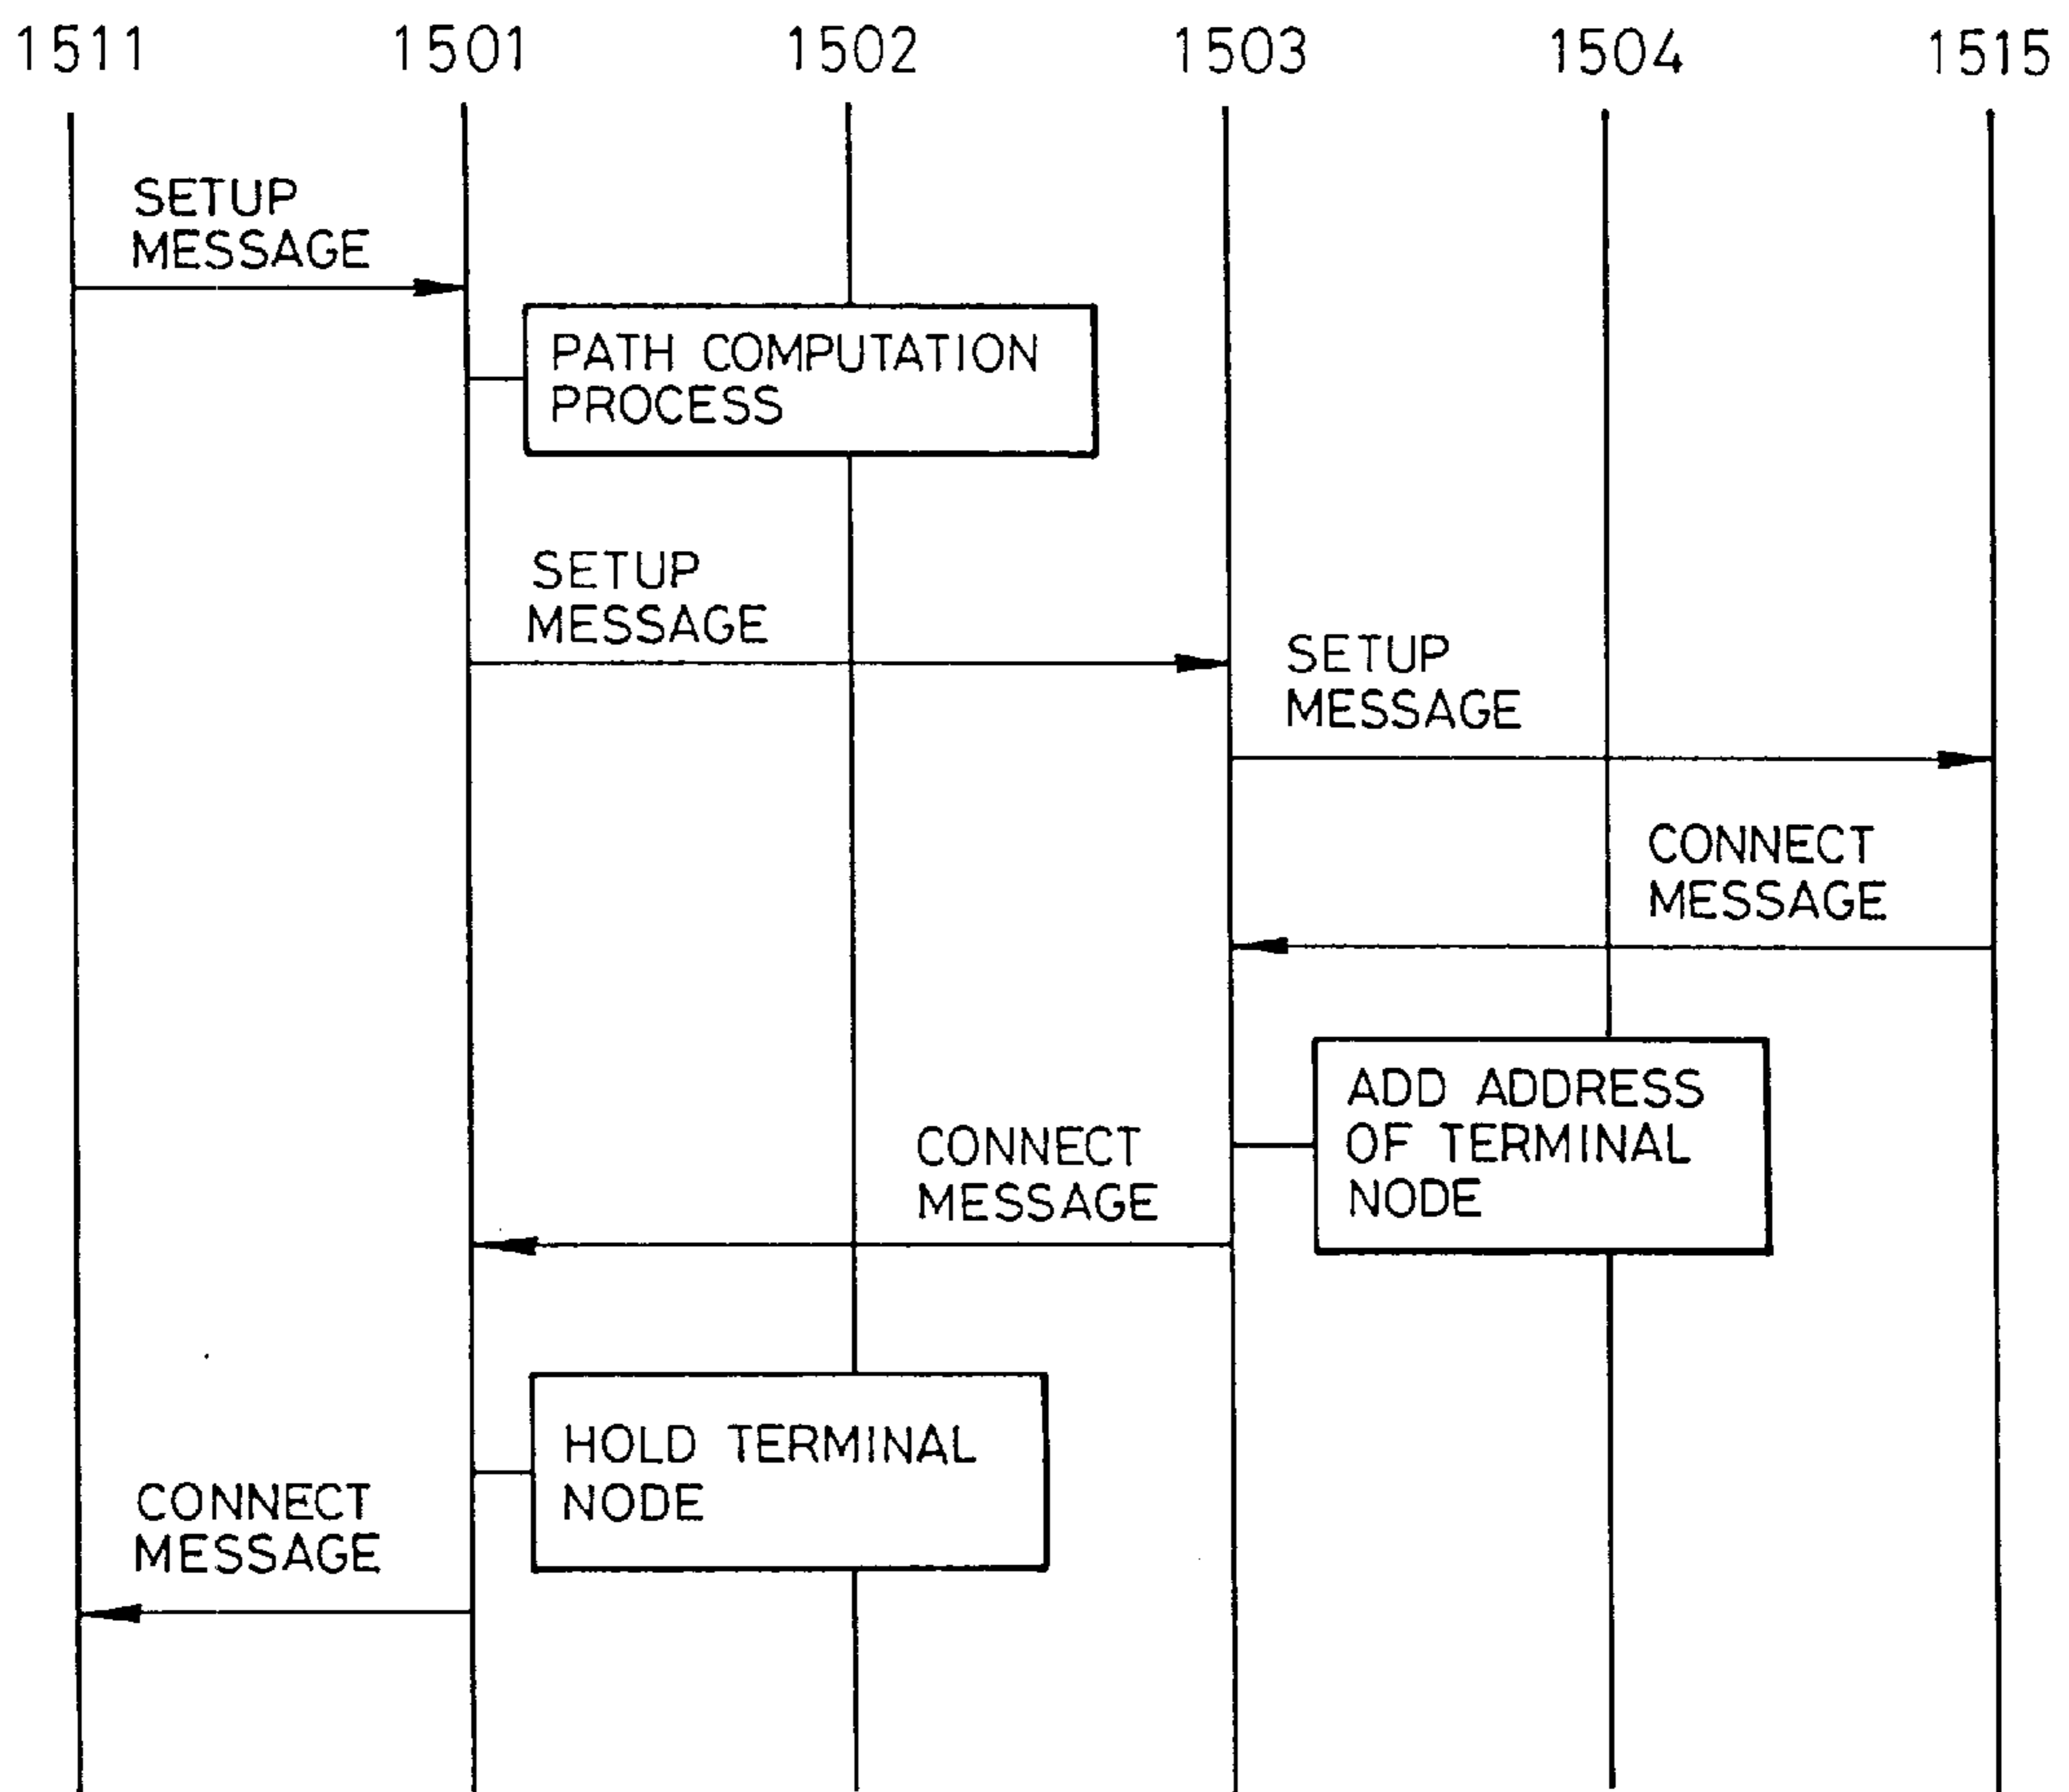 1511 1501 1502 1503 1504 1515
SETUP
MESSAGE
PATH COMPUTATION
PROCESS
SETUP
MESSAGE
SETUP
MESSAGE
CONNECT
MESSAGE
ADD ADDRESS
OF TERMINAL
NODE
CONNECT
MESSAGE
HOLD TERMINAL
NODE
CONNECT
MESSAGE